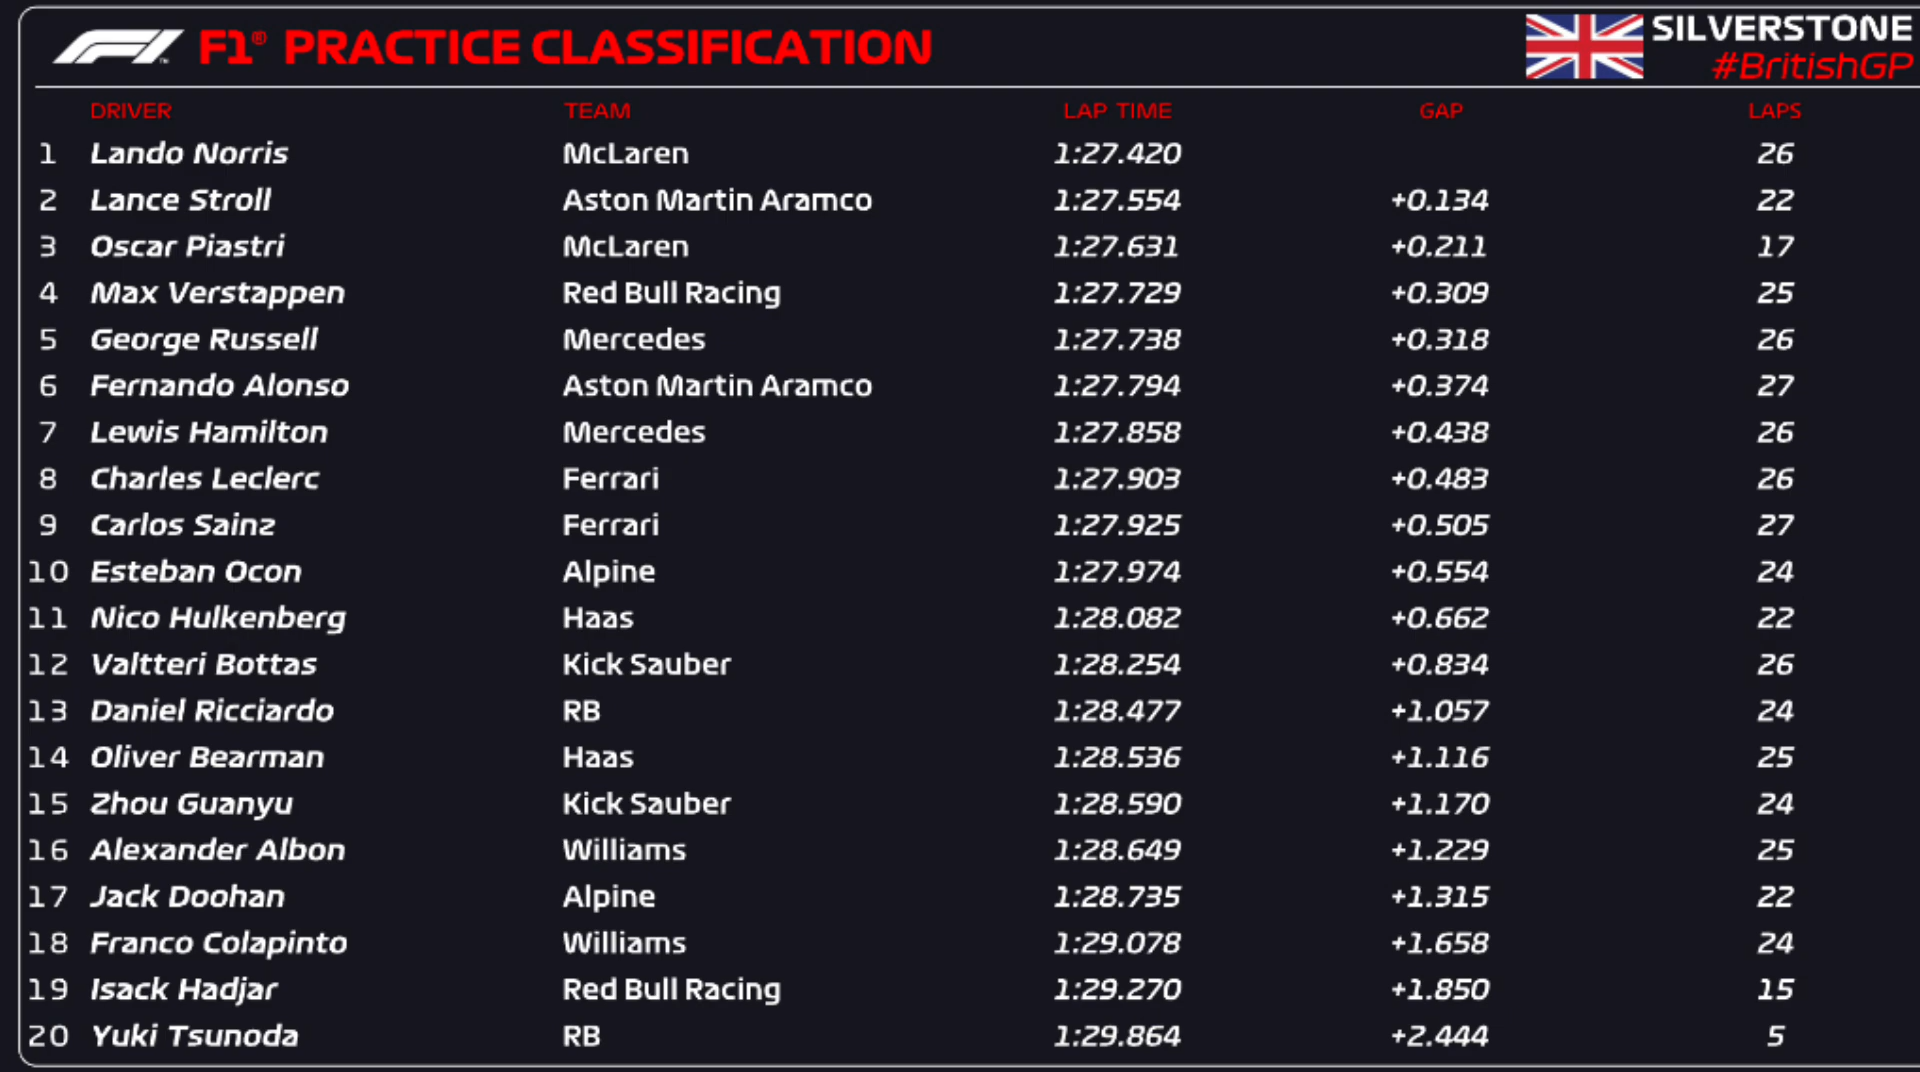 F1® PRACTICE CLASSIFICATION
SILVERSTONE
#BritishGP
DRIVER TEAM LAP TIME GAP LAPS
1 Lando Norris McLaren 1:27.420 26
2 Lance Stroll Aston Martin Aramco 1:27.554 +0.134 22
3 Oscar Piastri McLaren 1:27.631 +0.211 17
4 Max Verstappen Red Bull Racing 1:27.729 +0.309 25
5 George Russell Mercedes 1:27.738 +0.318 26
6 Fernando Alonso Aston Martin Aramco 1:27.794 +0.374 27
7 Lewis Hamilton Mercedes 1:27.858 +0.438 26
8 Charles Leclerc Ferrari 1:27.903 +0.483 26
9 Carlos Sainz Ferrari 1:27.925 +0.505 27
10 Esteban Ocon Alpine 1:27.974 +0.554 24
11 Nico Hulkenberg Haas 1:28.082 +0.662 22
12 Valtteri Bottas Kick Sauber 1:28.254 +0.834 26
13 Daniel Ricciardo RB 1:28.477 +1.057 24
14 Oliver Bearman Haas 1:28.536 +1.116 25
15 Zhou Guanyu Kick Sauber 1:28.590 +1.170 24
16 Alexander Albon Williams 1:28.649 +1.229 25
17 Jack Doohan Alpine 1:28.735 +1.315 22
18 Franco Colapinto Williams 1:29.078 +1.658 24
19 Isack Hadjar Red Bull Racing 1:29.270 +1.850 15
20 Yuki Tsunoda RB 1:29.864 +2.444 5